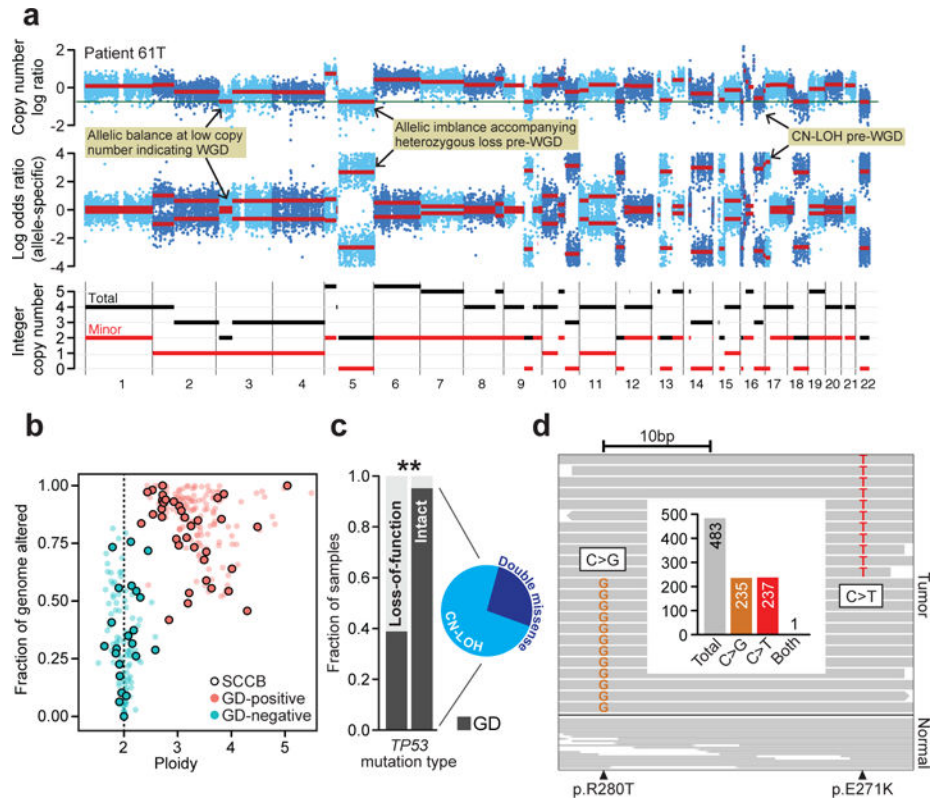 a
Patient 61T
Copy number
log ratio
2
0
-2
Allelic balance at low copy
number indicating WGD
Allelic imblance accompanying
heterozygous loss pre-WGD
CN-LOH pre-WGD
Log odds ratio
(allele-specific)
4
2
0
-2
-4
Integer
copy number
5
4
3
2
1
0
Total
Minor
1 2 3 4 5 6 7 8 9 10 11 12 13 14 15 16 17 18 19 20 21 22
b
Fraction of genome altered
1.00
0.75
0.50
0.25
0.00
SCCB
GD-positive
GD-negative
2 3 4 5
Ploidy
c
**
Fraction of samples
1.0
0.8
0.6
0.4
0.2
0.0
Loss-of-function
Intact
CN-LOH
Double missense
GD
TP53
mutation type
d
10bp
T
T
T
T
T
T
T
T
T
T
C>G
C>T
G
G
G
G
G
G
G
G
G
G
G
G
500
400
300
200
100
0
483
235
237
1
Total
C>G
C>T
Both
Tumor
Normal
p.R280T
p.E271K